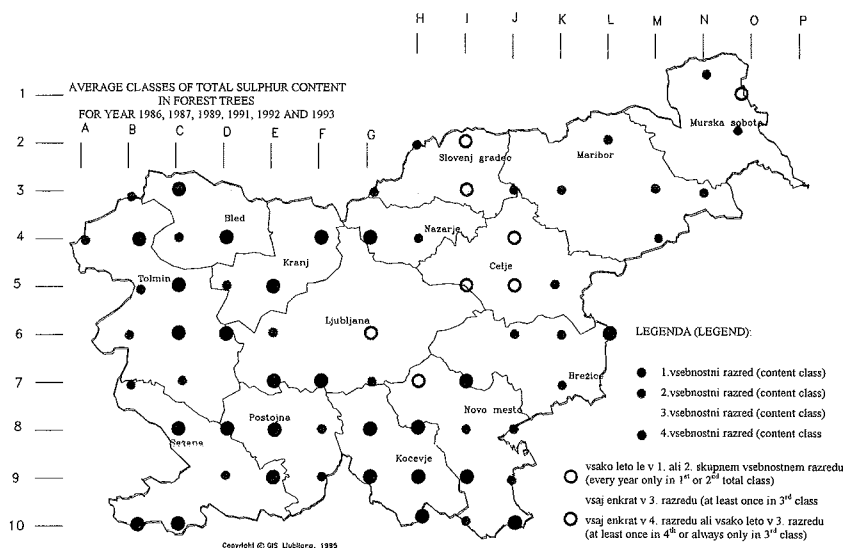 H I J K L M N O P
AVERAGE CLASSES OF TOTAL SULPHUR CONTENT
IN FOREST TREES
FOR YEAR 1986, 1987, 1989, 1991, 1992 AND 1993
A B C D E F G
1
Murska sobota
2
Slovenj gradec
Maribor
3
Bled
Nazarje
4
Kranj
Celje
5
Tolmin
Ljubljana
6
LEGENDA (LEGEND):
Brežice
7
1.vsebnostni razred (content class)
2.vsebnostni razred (content class)
Novo mesto
3.vsebnostni razred (content class)
Postojna
8
4.vsebnostni razred (content class
Sezana
Kočevje
vsako leto le v 1. ali 2. skupnem vsebnostnem razredu
(every year only in 1st or 2nd total class)
9
vsaj enkrat v 3. razredu (at least once in 3rd class
vsaj enkrat v 4. razredu ali vsako leto v 3. razredu
(at least once in 4th or always only in 3rd class)
10
Copyright © GIS Ljubljana, 1995